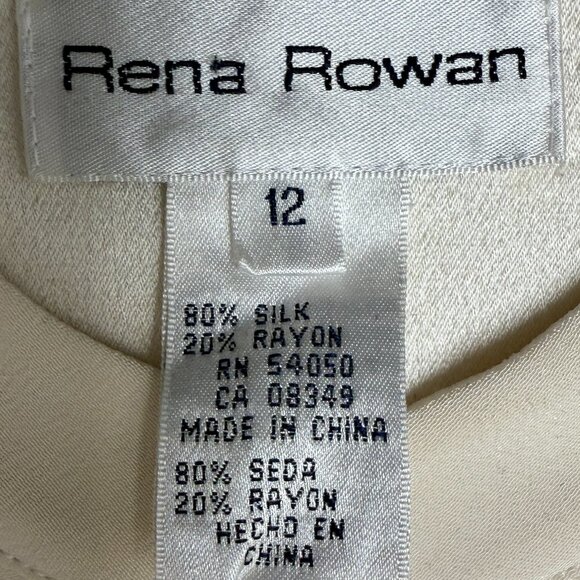 Rena Rowan
12
80% SILK
20% RAYON
RN 54050
CA 08349
MADE IN CHINA
80% SEDA
20% RAYON
HECHO EN
CHINA